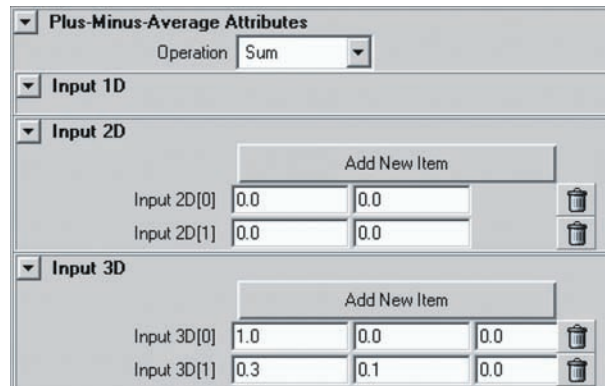 Plus-Minus-Average Attributes
Operation Sum
Input 1D
Input 2D
Add New Item
Input 2D[0] 0.0 0.0
Input 2D[1] 0.0 0.0
Input 3D
Add New Item
Input 3D[0] 1.0 0.0 0.0
Input 3D[1] 0.3 0.1 0.0